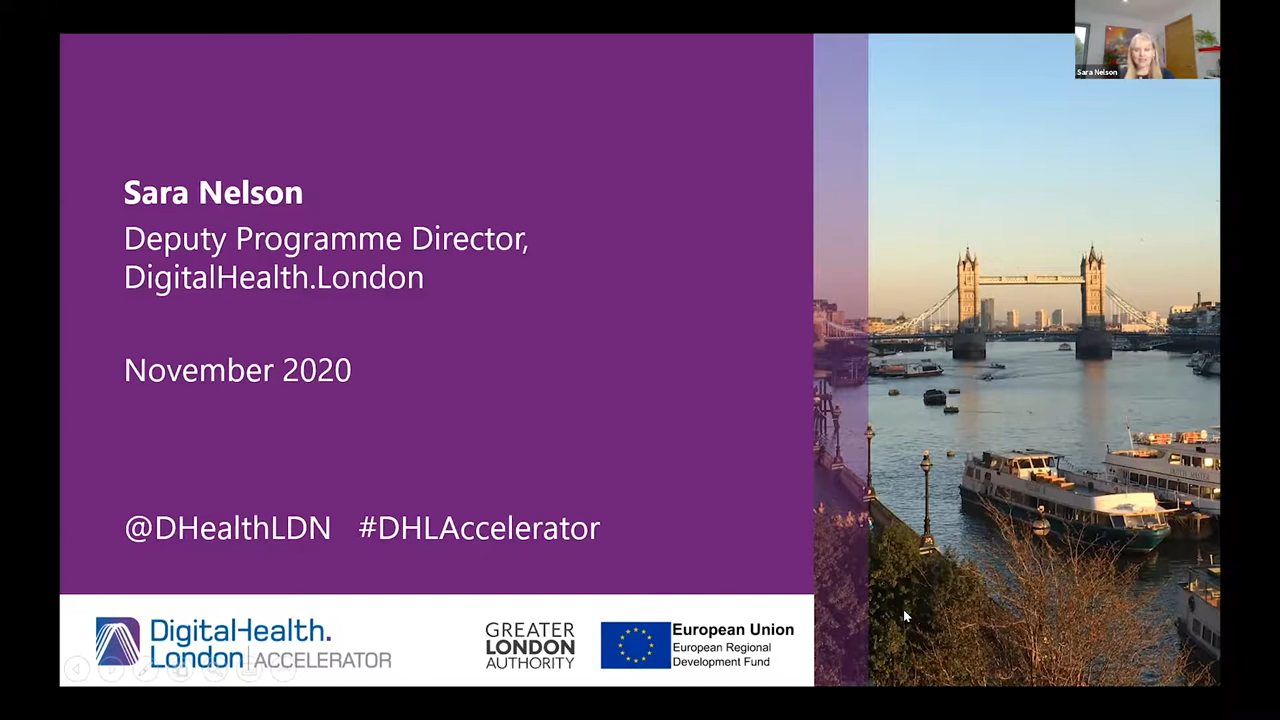 Sara Nelson
Sara Nelson
Deputy Programme Director,
DigitalHealth.London
November 2020
@DHealthLDN #DHLAccelerator
DigitalHealth.
London ACCELERATOR
GREATER
LONDON
AUTHORITY
European Union
European Regional
Development Fund